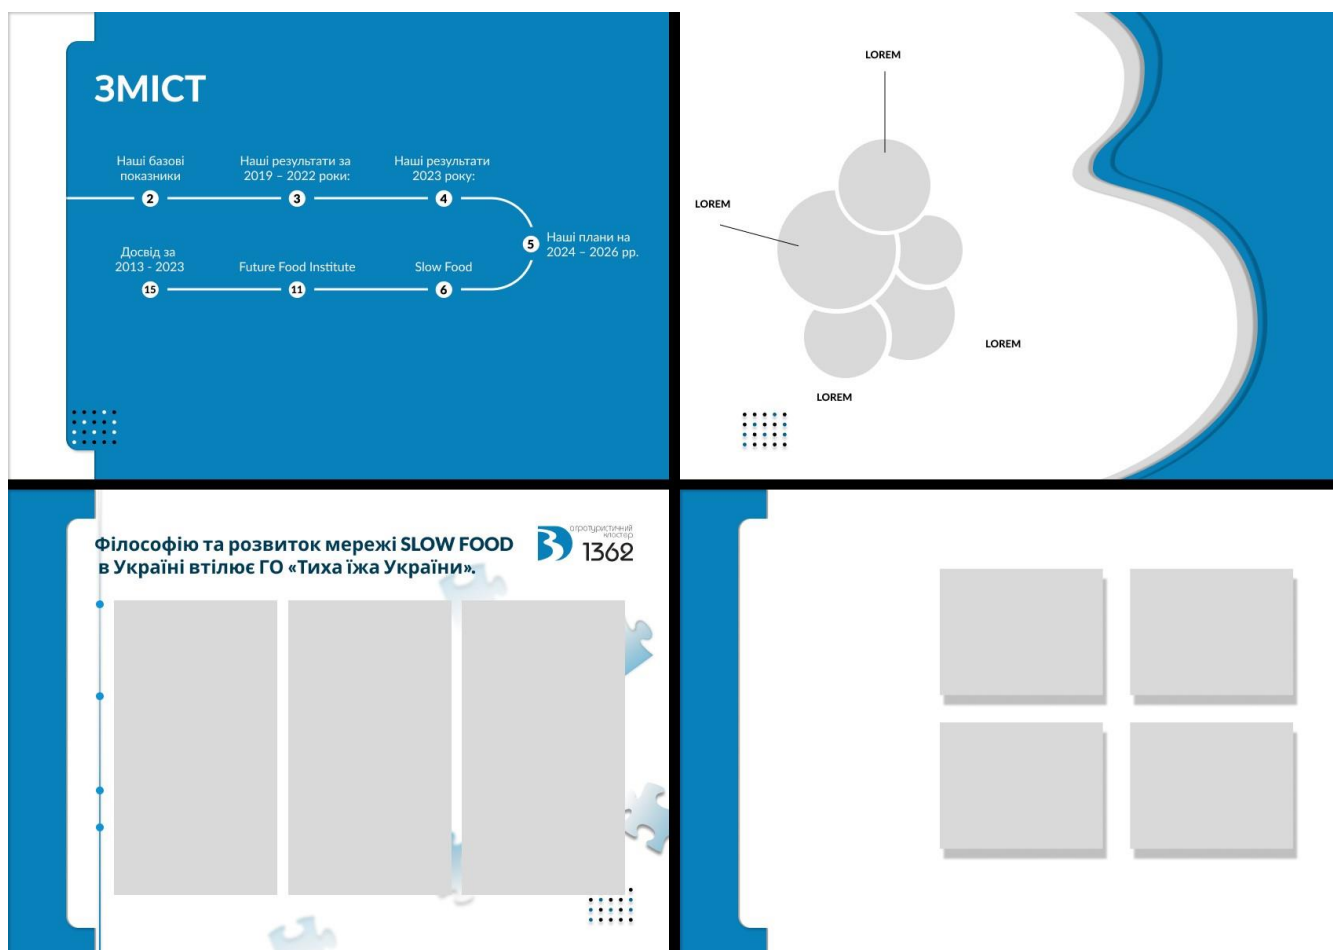 ЗМІСТ
Наші базові
показники
2
Наші результати за
2019 – 2022 роки:
3
Наші результати
2023 року:
4
5
Наші плани на
2024 – 2026 рр.
Досвід за
2013 - 2023
15
Future Food Institute
11
Slow Food
6
LOREM
LOREM
LOREM
LOREM
Філософію та розвиток мережі SLOW FOOD
в Україні втілює ГО «Тиха їжа України».
агротуристичний
кластер
1362